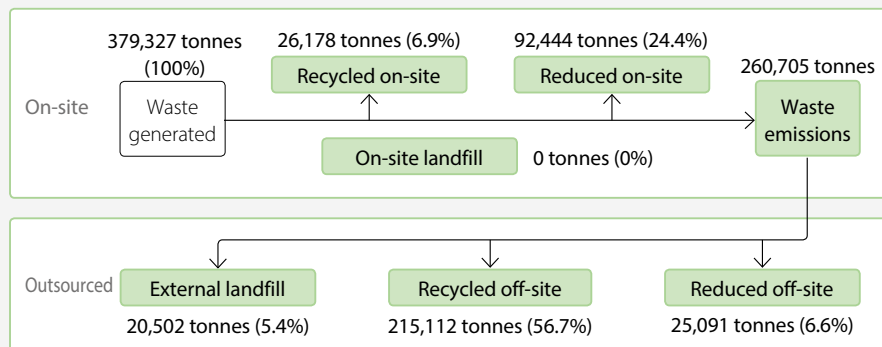 379,327 tonnes
(100%)
26,178 tonnes (6.9%)
92,444 tonnes (24.4%)
260,705 tonnes
On-site
Waste
generated
Recycled on-site
Reduced on-site
Waste
emissions
On-site landfill
0 tonnes (0%)
Outsourced
External landfill
Recycled off-site
Reduced off-site
20,502 tonnes (5.4%)
215,112 tonnes (56.7%)
25,091 tonnes (6.6%)